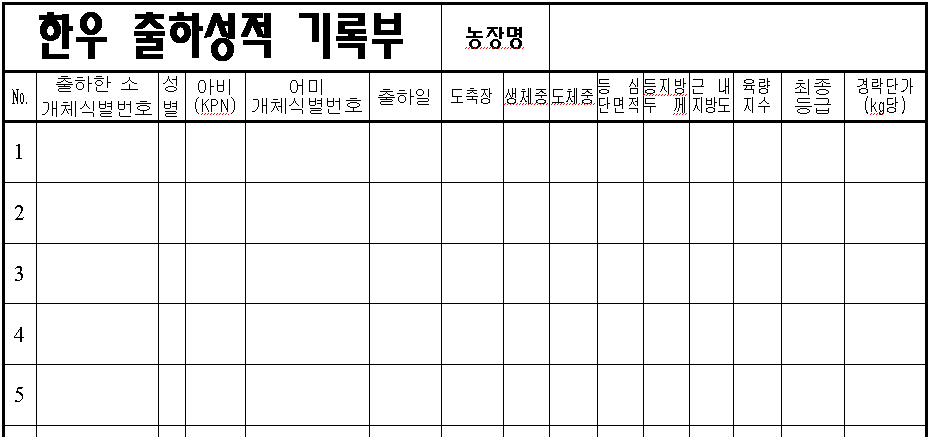 한우 출하성적 기록부 농장명
No. 출하한 소 개체식별번호 성별 아비 (KPN) 어미 개체식별번호 출하일 도축장 생체중 도체중 등심 단면적 등지방 두께 근내 지방도 육량 지수 최종 등급 경락단가 (kg당)
1
2
3
4
5